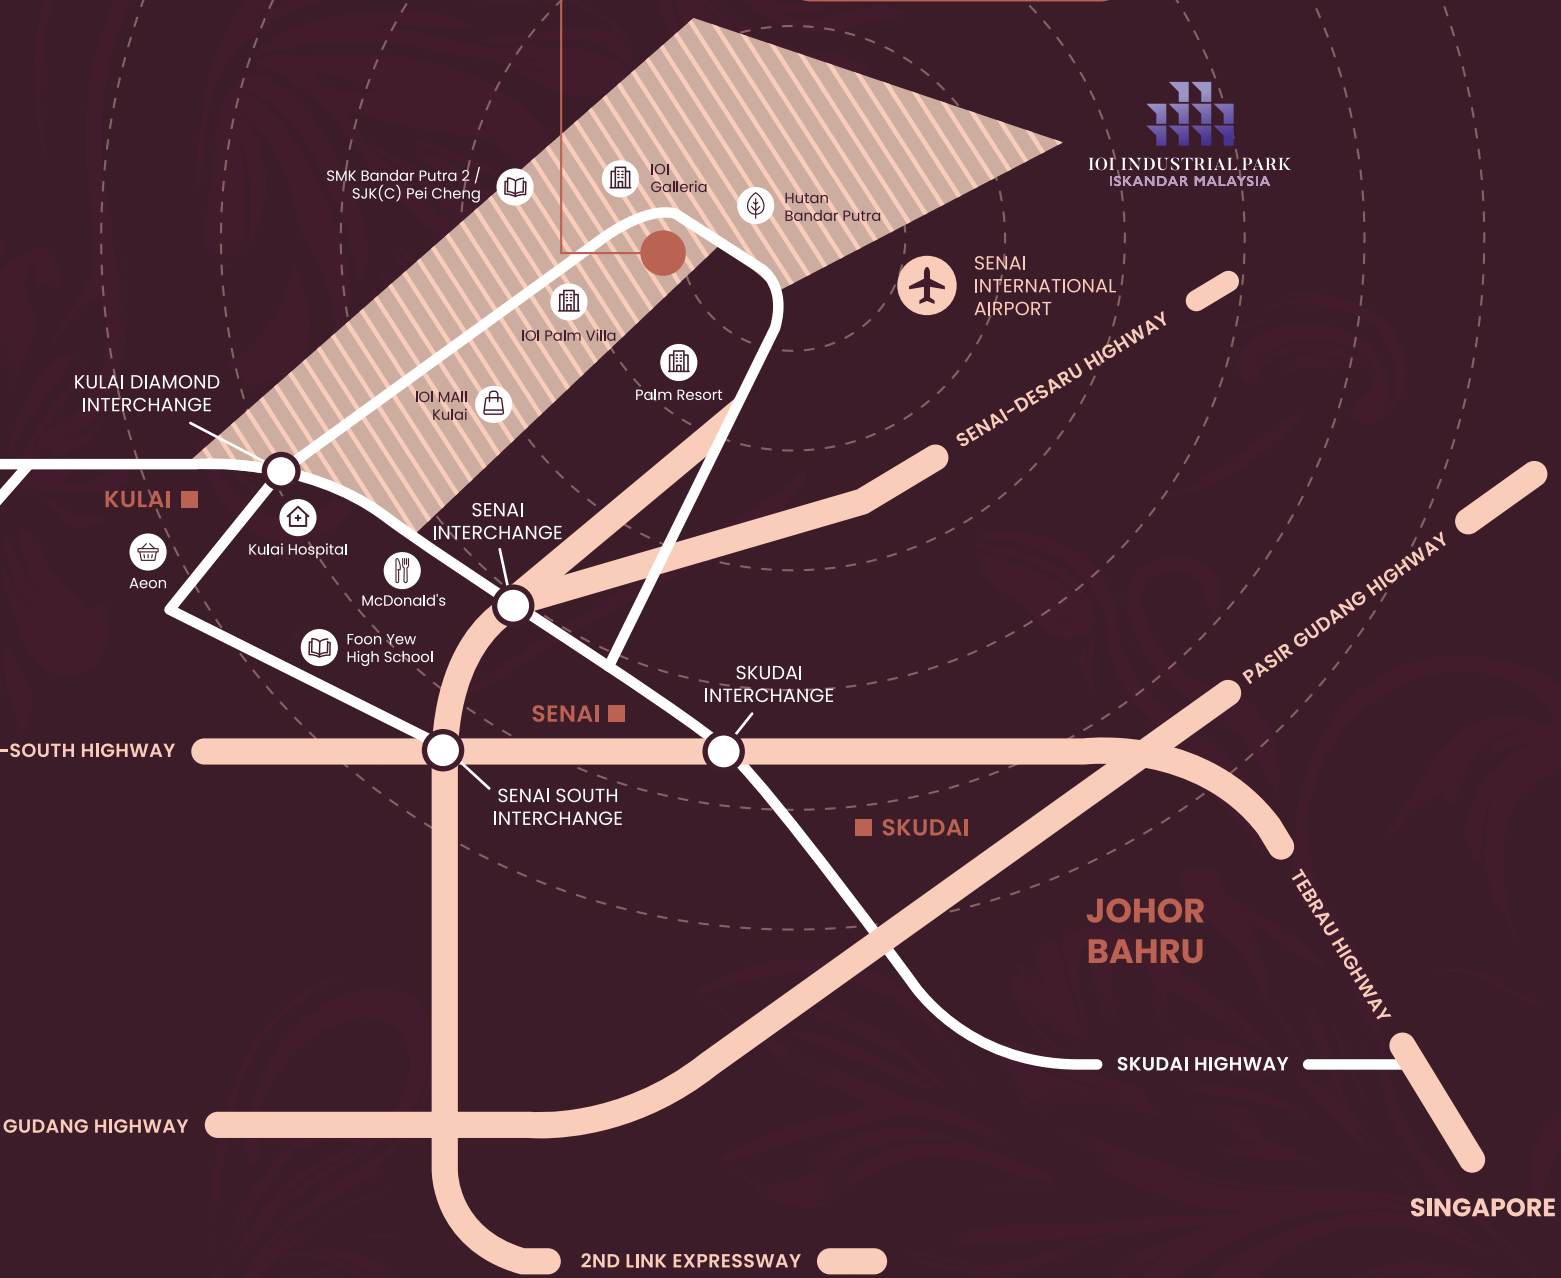 IOI INDUSTRIAL PARK
ISKANDAR MALAYSIA
SMK Bandar Putra 2 /
SJK(C) Pei Cheng
IOI
Galleria
Hutan
Bandar Putra
SENAI
INTERNATIONAL
AIRPORT
IOI Palm Villa
SENAI-DESARU HIGHWAY
KULAI DIAMOND
INTERCHANGE
IOI MAll
Kulai
Palm Resort
KULAI
SENAI
INTERCHANGE
Kulai Hospital
Aeon
McDonald's
Foon Yew
High School
PASIR GUDANG HIGHWAY
SKUDAI
INTERCHANGE
SENAI
-SOUTH HIGHWAY
SENAI SOUTH
INTERCHANGE
SKUDAI
JOHOR
BAHRU
TEBRAU HIGHWAY
SKUDAI HIGHWAY
GUDANG HIGHWAY
SINGAPORE
2ND LINK EXPRESSWAY